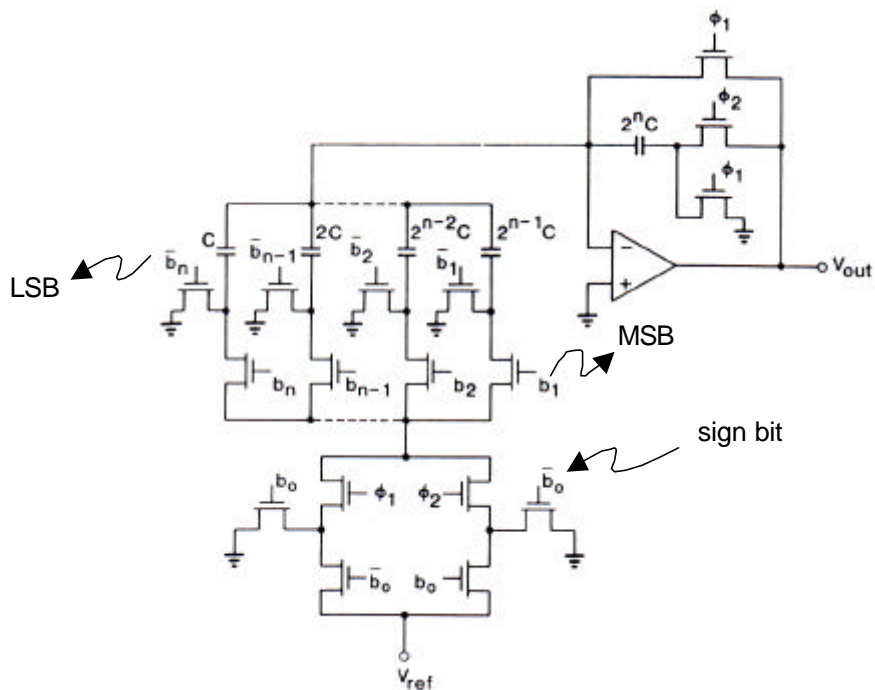 ϕ1
ϕ2
2ⁿC
ϕ1
C
2C
2ⁿ⁻²C
2ⁿ⁻¹C
b̄n
b̄n-1
b̄2
b̄1
−
+
Vout
LSB
MSB
bn
bn-1
b2
b1
sign bit
bo
ϕ1
ϕ2
b̄o
b̄o
bo
Vref